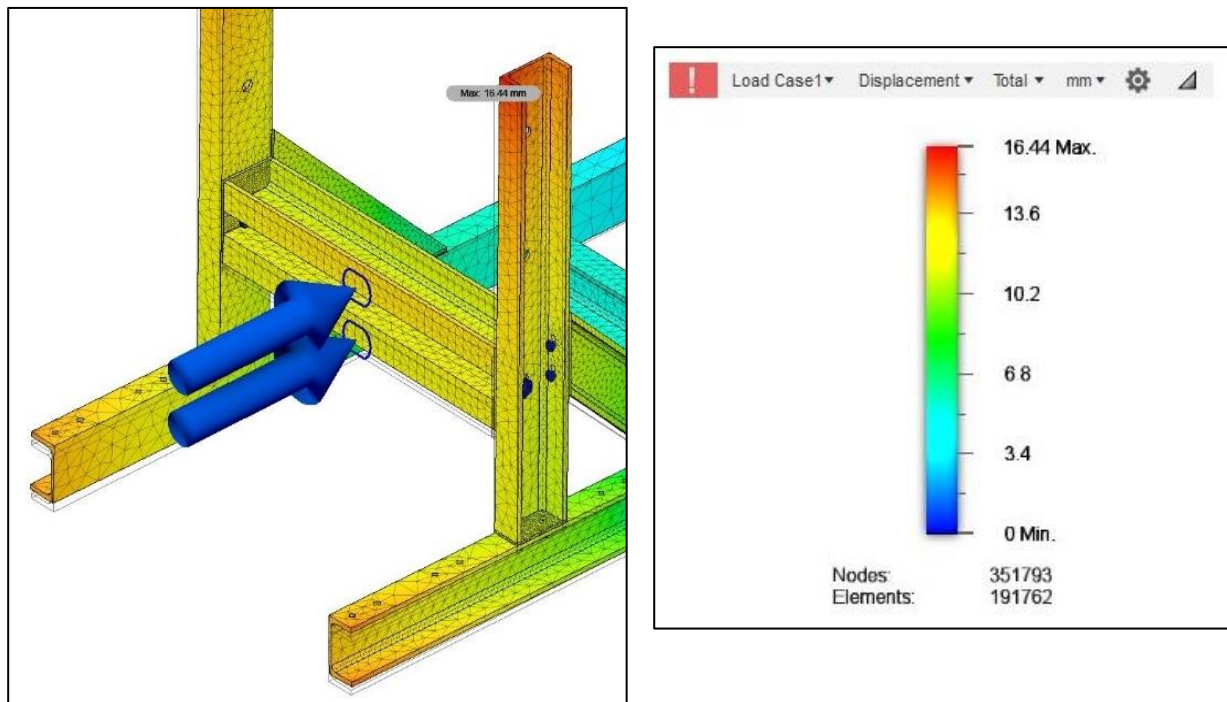 Max: 16.44 mm
! Load Case1 Displacement Total mm
16.44 Max.
13.6
10.2
6.8
3.4
0 Min.
Nodes: 351793
Elements: 191762